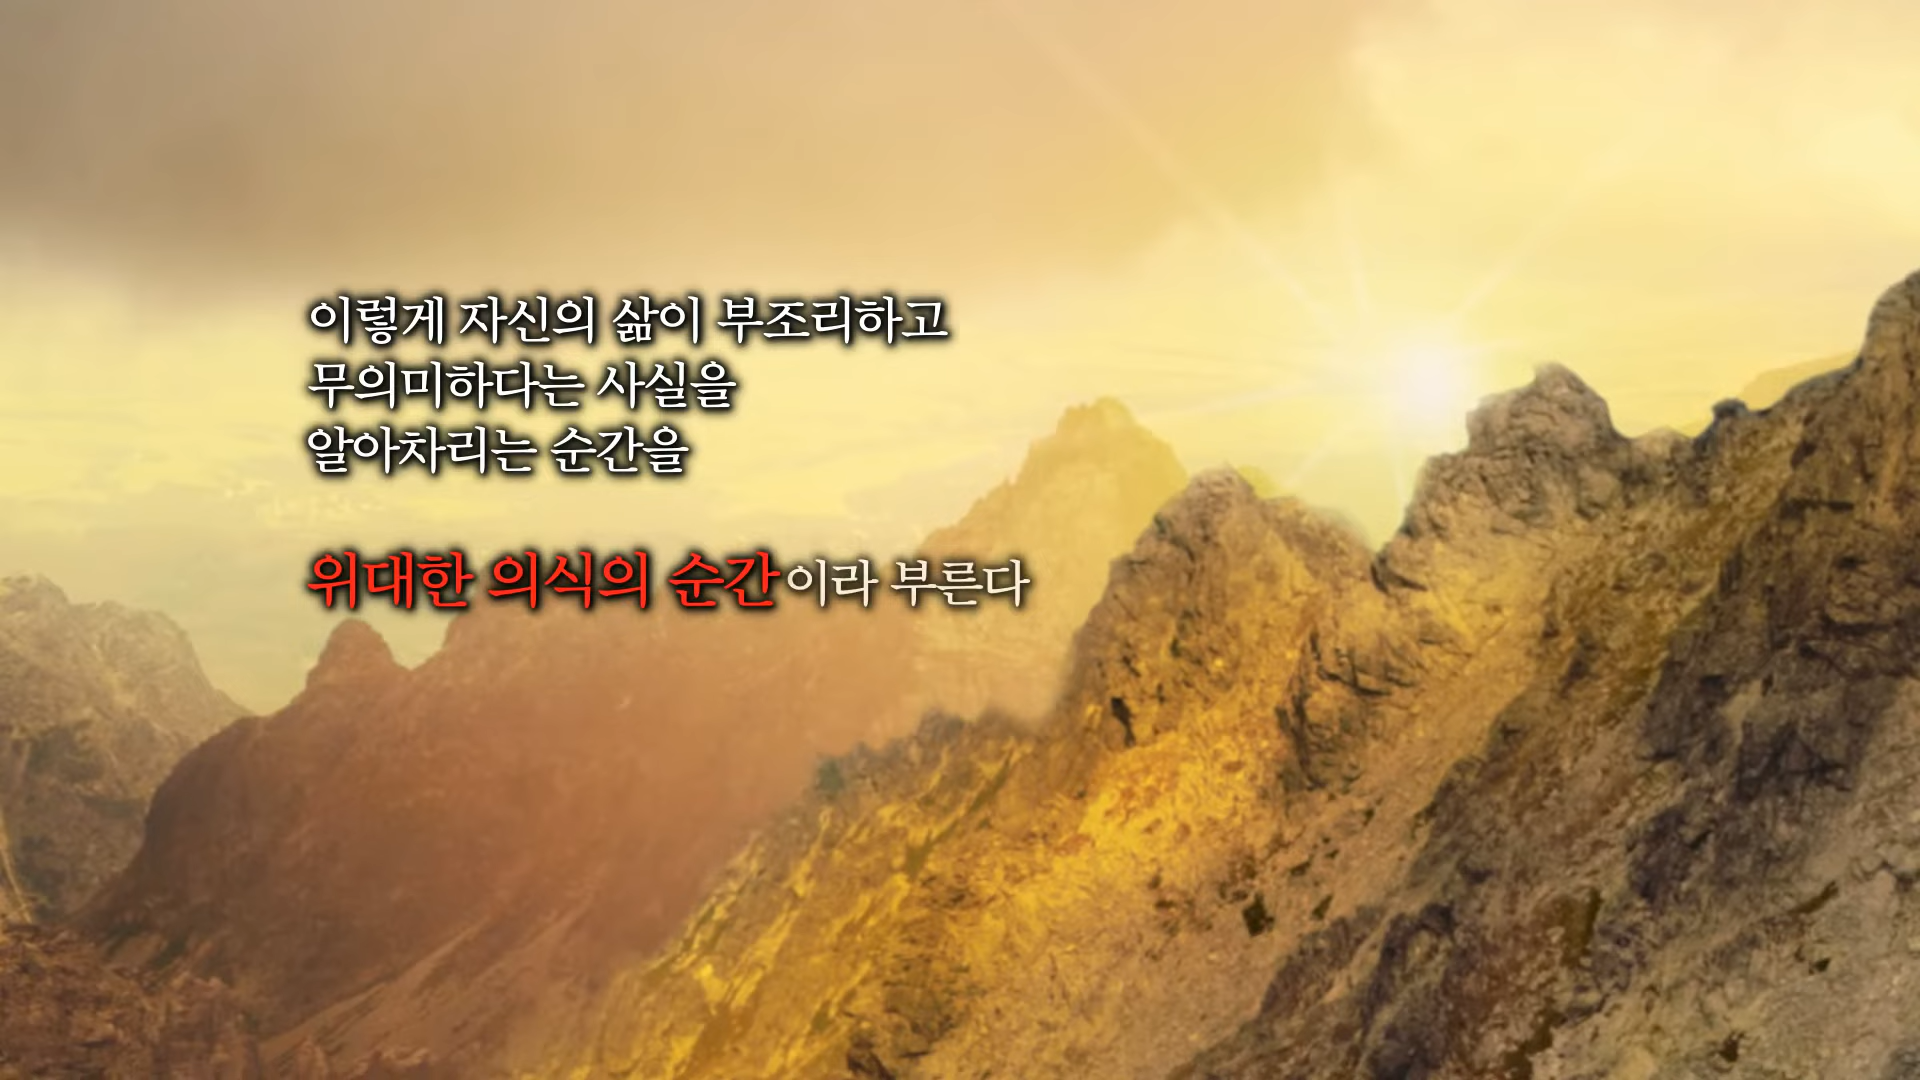 이렇게 자신의 삶이 부조리하고
무의미하다는 사실을
알아차리는 순간을
위대한 의식의 순간이라 부른다